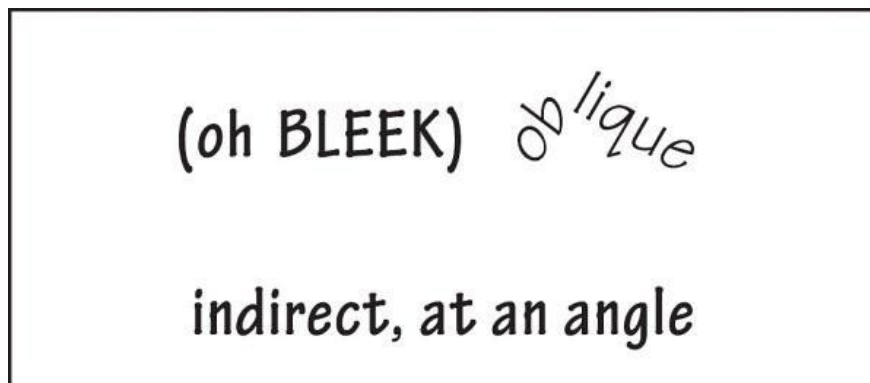 (oh BLEEK) oblique
indirect, at an angle